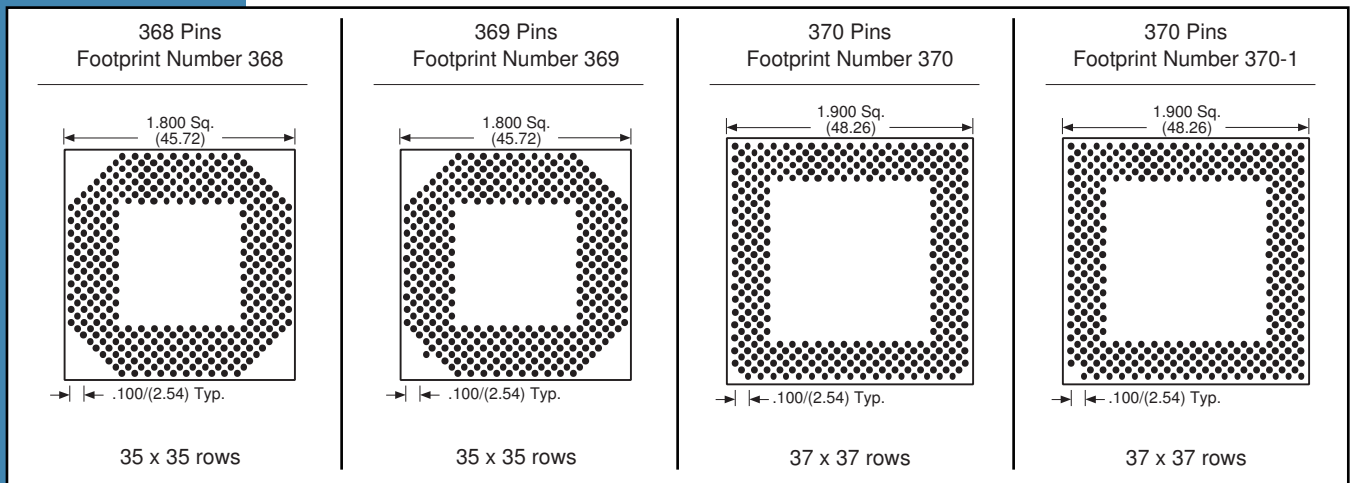 368 Pins
Footprint Number 368
1.800 Sq.
(45.72)
.100/(2.54) Typ.
35 x 35 rows
369 Pins
Footprint Number 369
1.800 Sq.
(45.72)
.100/(2.54) Typ.
35 x 35 rows
370 Pins
Footprint Number 370
1.900 Sq.
(48.26)
.100/(2.54) Typ.
37 x 37 rows
370 Pins
Footprint Number 370-1
1.900 Sq.
(48.26)
.100/(2.54) Typ.
37 x 37 rows